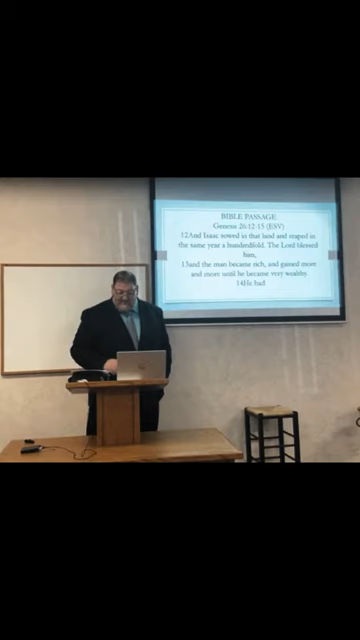 BIBLE PASSAGE
Genesis 26:12-15 (ESV)
12And Isaac sowed in that land and reaped in
the same year a hundredfold. The Lord blessed
him,
13and the man became rich, and gained more
and more until he became very wealthy.
14He had